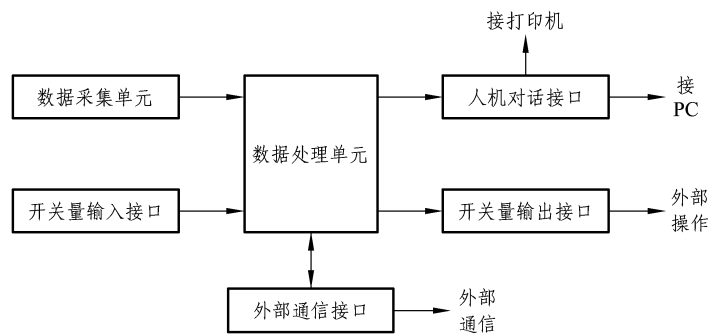 接打印机
数据采集单元
人机对话接口
接
PC
数据处理单元
开关量输入接口
开关量输出接口
外部
操作
外部通信接口
外部
通信